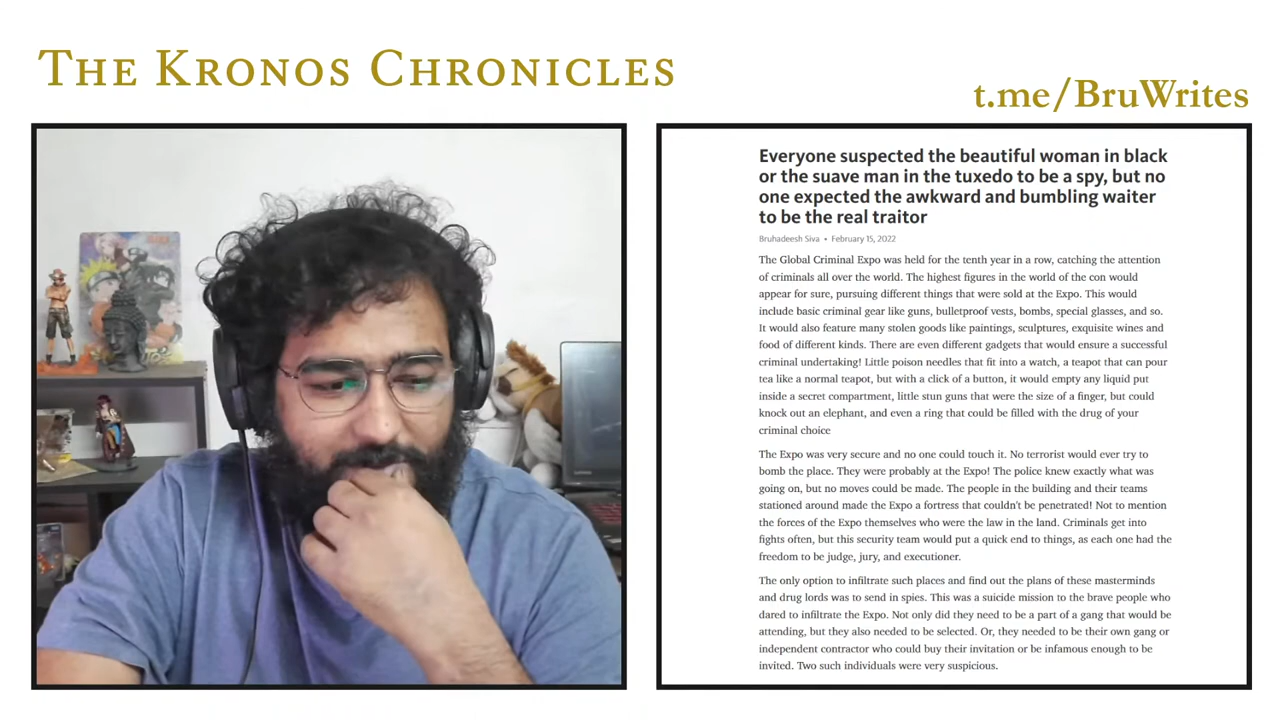 The Kronos Chronicles
t.me/BruWrites
Everyone suspected the beautiful woman in black
or the suave man in the tuxedo to be a spy, but no
one expected the awkward and bumbling waiter
to be the real traitor
Bruhadeesh Siva • February 15, 2022
The Global Criminal Expo was held for the tenth year in a row, catching the attention
of criminals all over the world. The highest figures in the world of the con would
appear for sure, pursuing different things that were sold at the Expo. This would
include basic criminal gear like guns, bulletproof vests, bombs, special glasses, and so.
It would also feature many stolen goods like paintings, sculptures, exquisite wines and
food of different kinds. There are even different gadgets that would ensure a successful
criminal undertaking! Little poison needles that fit into a watch, a teapot that can pour
tea like a normal teapot, but with a click of a button, it would empty any liquid put
inside a secret compartment, little stun guns that were the size of a finger, but could
knock out an elephant, and even a ring that could be filled with the drug of your
criminal choice
The Expo was very secure and no one could touch it. No terrorist would ever try to
bomb the place. They were probably at the Expo! The police knew exactly what was
going on, but no moves could be made. The people in the building and their teams
stationed around made the Expo a fortress that couldn't be penetrated! Not to mention
the forces of the Expo themselves who were the law in the land. Criminals get into
fights often, but this security team would put a quick end to things, as each one had the
freedom to be judge, jury, and executioner.
The only option to infiltrate such places and find out the plans of these masterminds
and drug lords was to send in spies. This was a suicide mission to the brave people who
dared to infiltrate the Expo. Not only did they need to be a part of a gang that would be
attending, but they also needed to be selected. Or, they needed to be their own gang or
independent contractor who could buy their invitation or be infamous enough to be
invited. Two such individuals were very suspicious.